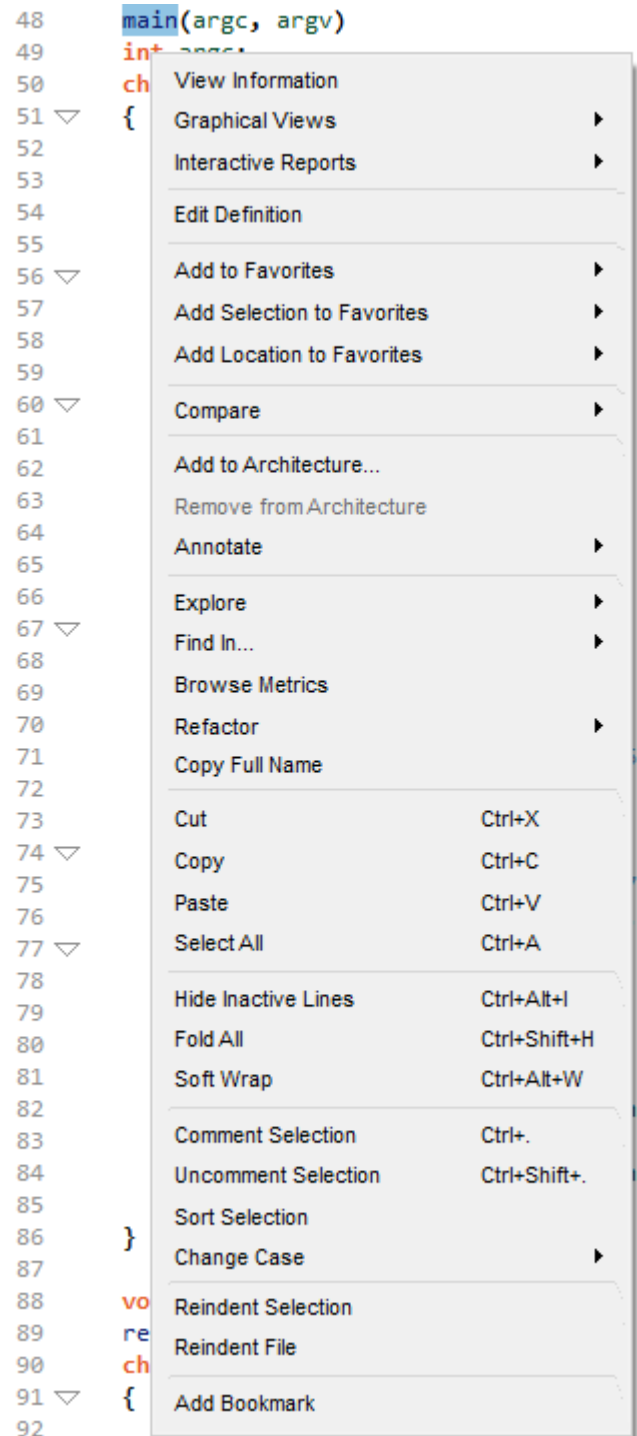 48 main(argc, argv)
49 int argc;
50 ch
View Information
51 {
Graphical Views
52
Interactive Reports
53
54
Edit Definition
55
56
Add to Favorites
57
Add Selection to Favorites
58
Add Location to Favorites
59
60
Compare
61
62
Add to Architecture...
63
Remove from Architecture
64
Annotate
65
66
Explore
67
Find In...
68
69
Browse Metrics
70
Refactor
71
Copy Full Name
72
73
Cut Ctrl+X
74
Copy Ctrl+C
75
Paste Ctrl+V
76
77
Select All Ctrl+A
78
79
Hide Inactive Lines Ctrl+Alt+I
80
Fold All Ctrl+Shift+H
81
Soft Wrap Ctrl+Alt+W
82
83
Comment Selection Ctrl+.
84
Uncomment Selection Ctrl+Shift+.
85
Sort Selection
86 }
Change Case
87
88 vo
Reindent Selection
89 re
Reindent File
90 ch
91 {
Add Bookmark
92